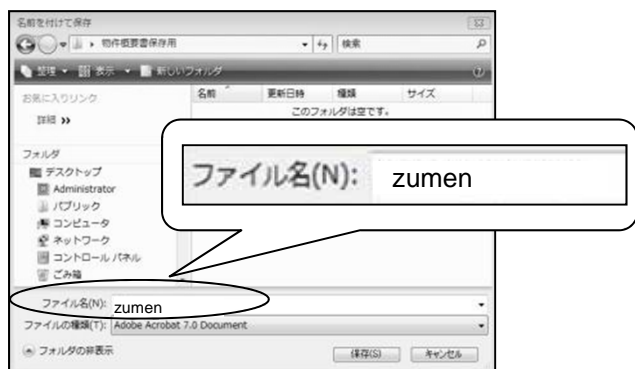 名前を付けて保存
物件概要書保存用
検索
整理 表示 新しいフォルダ
お気に入りリンク
詳細 »
名前 更新日時 種類 サイズ
このフォルダは空です。
フォルダ
デスクトップ
Administrator
パブリック
コンピュータ
ネットワーク
コントロール パネル
ごみ箱
ファイル名(N): zumen
ファイル名(N): zumen
ファイルの種類(T): Adobe Acrobat 7.0 Document
フォルダの非表示
保存(S) キャンセル